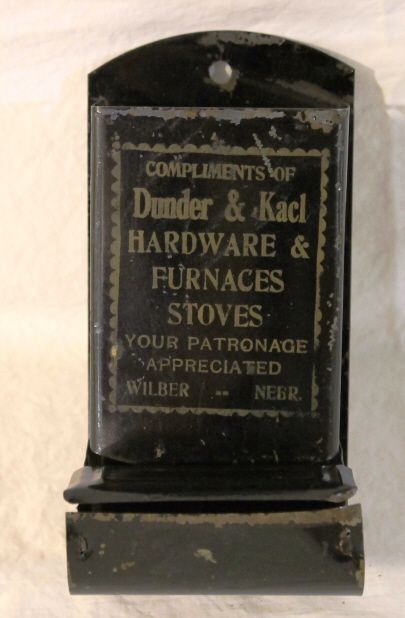 COMPLIMENTS OF
Dunder & Kacl
HARDWARE &
FURNACES
STOVES
YOUR PATRONAGE
APPRECIATED
WILBER -- NEBR.